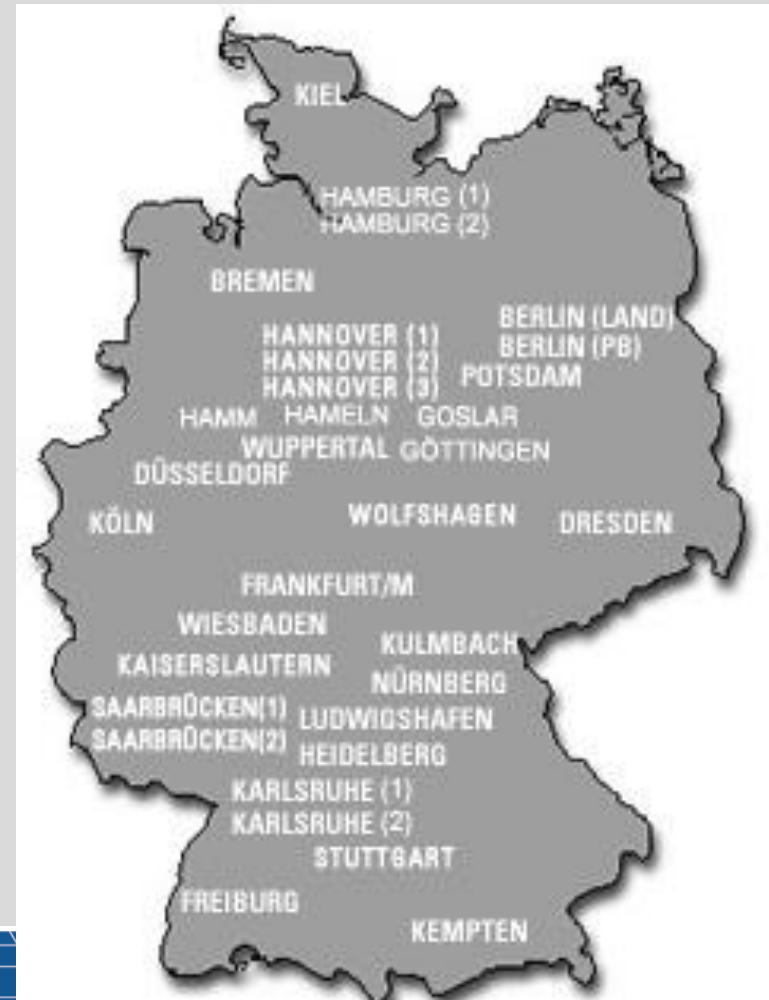 KIEL
HAMBURG (1)
HAMBURG (2)
BREMEN
BERLIN (LAND)
HANNOVER (1)
BERLIN (PB)
HANNOVER (2)
POTSDAM
HANNOVER (3)
HAMM HAMELN GOSLAR
WUPPERTAL GÖTTINGEN
DÜSSELDORF
KÖLN WOLFSHAGEN DRESDEN
FRANKFURT/M
WIESBADEN
KULMBACH
KAISERSLAUTERN
NÜRNBERG
SAARBRÜCKEN(1)
LUDWIGSHAFEN
SAARBRÜCKEN(2)
HEIDELBERG
KARLSRUHE (1)
KARLSRUHE (2)
STUTTGART
FREIBURG
KEMPTEN